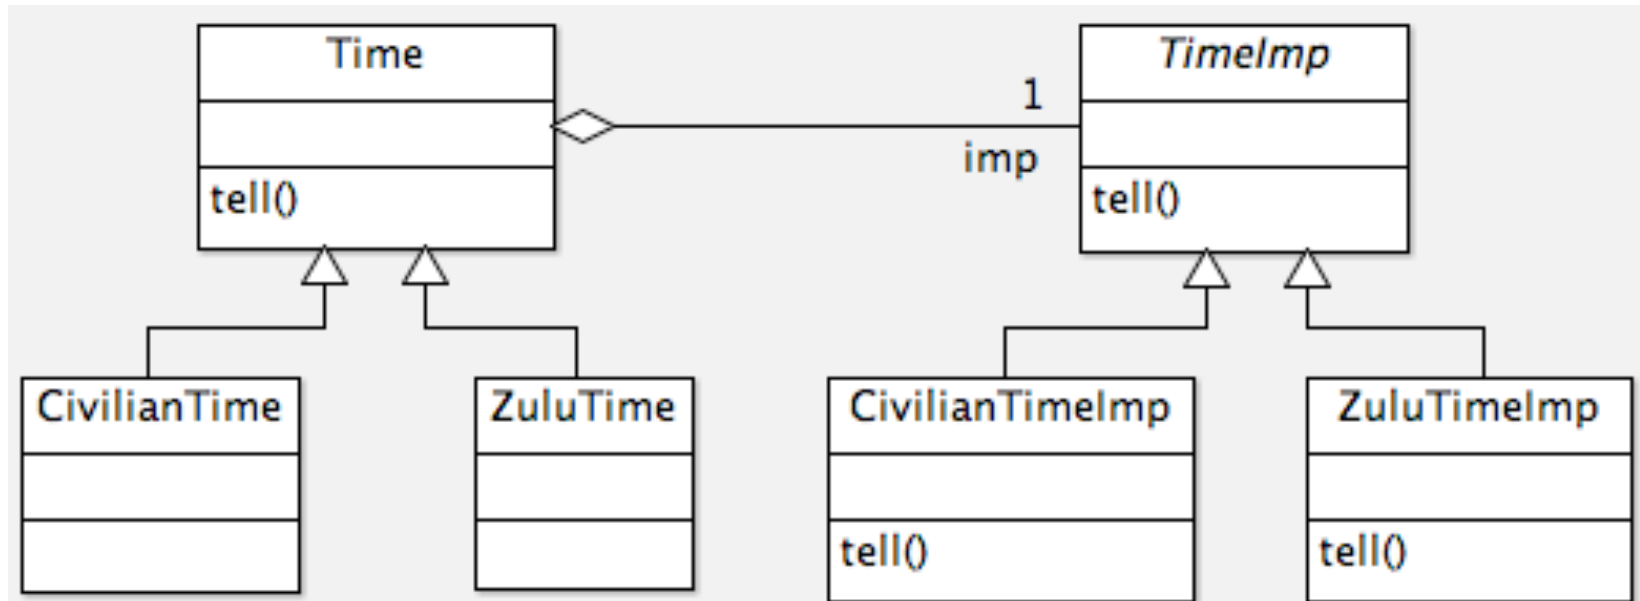 Time
TimeImp
1
imp
tell()
tell()
CivilianTime
ZuluTime
CivilianTimeImp
ZuluTimeImp
tell()
tell()